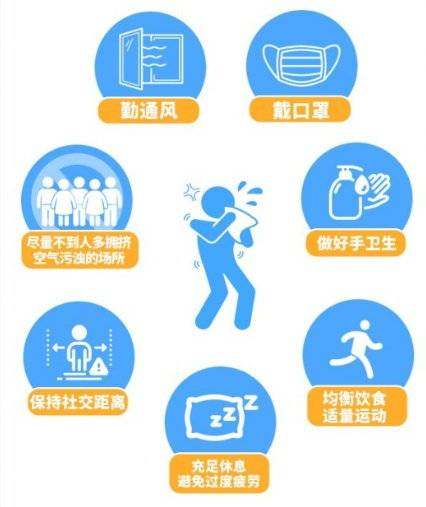 勤通风
戴口罩
尽量不到人多拥挤
空气污浊的场所
做好手卫生
保持社交距离
均衡饮食
适量运动
zzZ
充足休息
避免过度疲劳